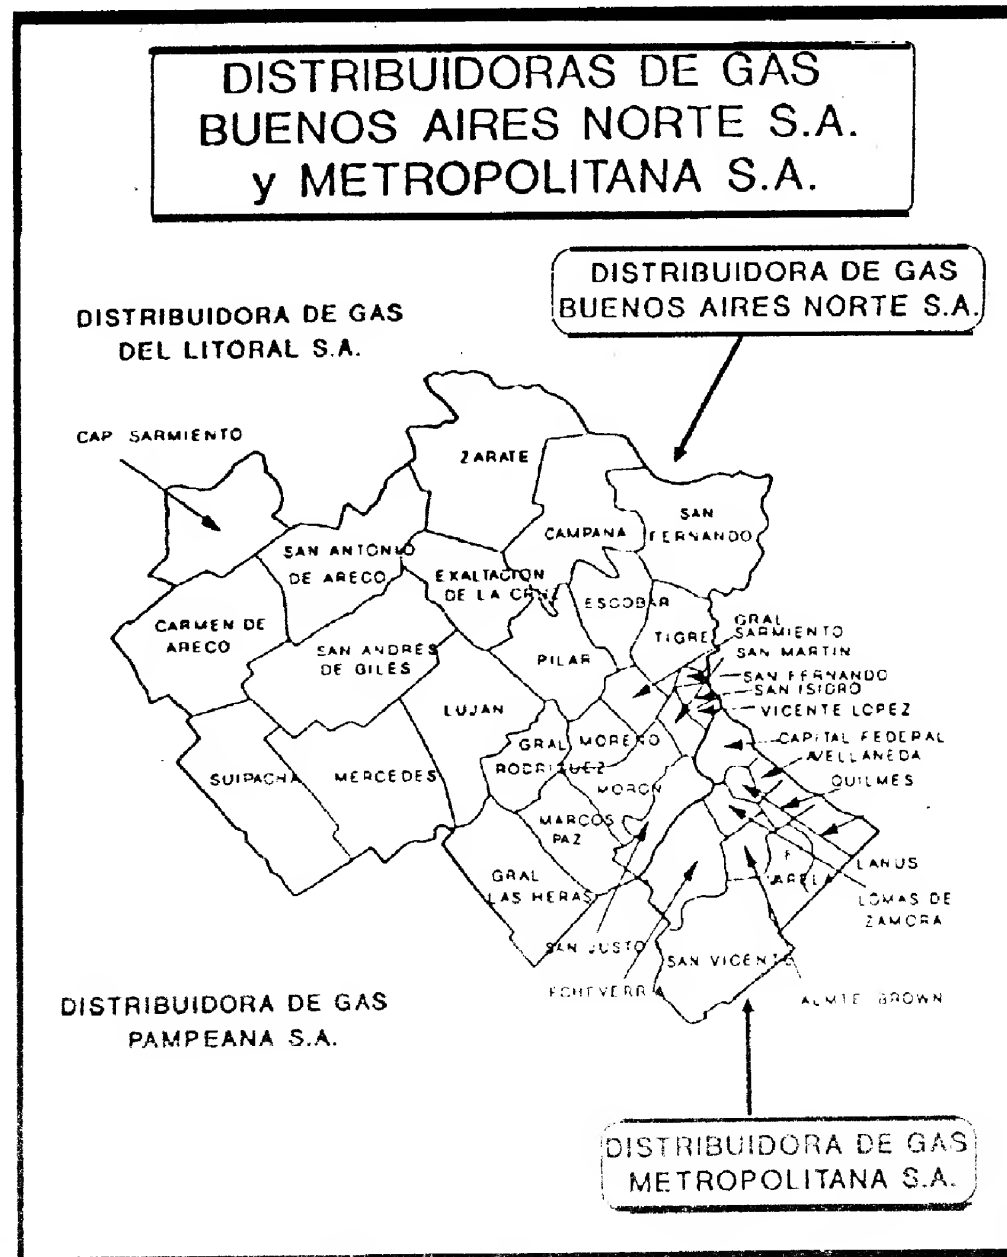 DISTRIBUIDORAS DE GAS
BUENOS AIRES NORTE S.A.
y METROPOLITANA S.A.
DISTRIBUIDORA DE GAS
BUENOS AIRES NORTE S.A.
DISTRIBUIDORA DE GAS
DEL LITORAL S.A.
CAP. SARMIENTO
ZARATE
SAN
FERNANDO
CAMPANA
SAN ANTONIO
DE ARECO
EXALTACION
DE LA CRUZ
ESCOBAR
CARMEN DE
ARECO
SAN ANDRES
DE GILES
PILAR
TIGRE
GRAL
SARMIENTO
SAN MARTIN
SAN FERNANDO
SAN ISIDRO
VICENTE LOPEZ
CAPITAL FEDERAL
AVELLANEDA
QUILMES
LUJAN
GRAL
RODRIGUEZ
MORENO
SUIPACHA
MERCEDES
MORON
MARCOS
PAZ
GRAL
LAS HERAS
F.
LANUS
LOMAS DE
ZAMORA
SAN JUSTO
SAN VICENTE
ECHEVERRIA
ALMTE BROWN
DISTRIBUIDORA DE GAS
PAMPEANA S.A.
DISTRIBUIDORA DE GAS
METROPOLITANA S.A.